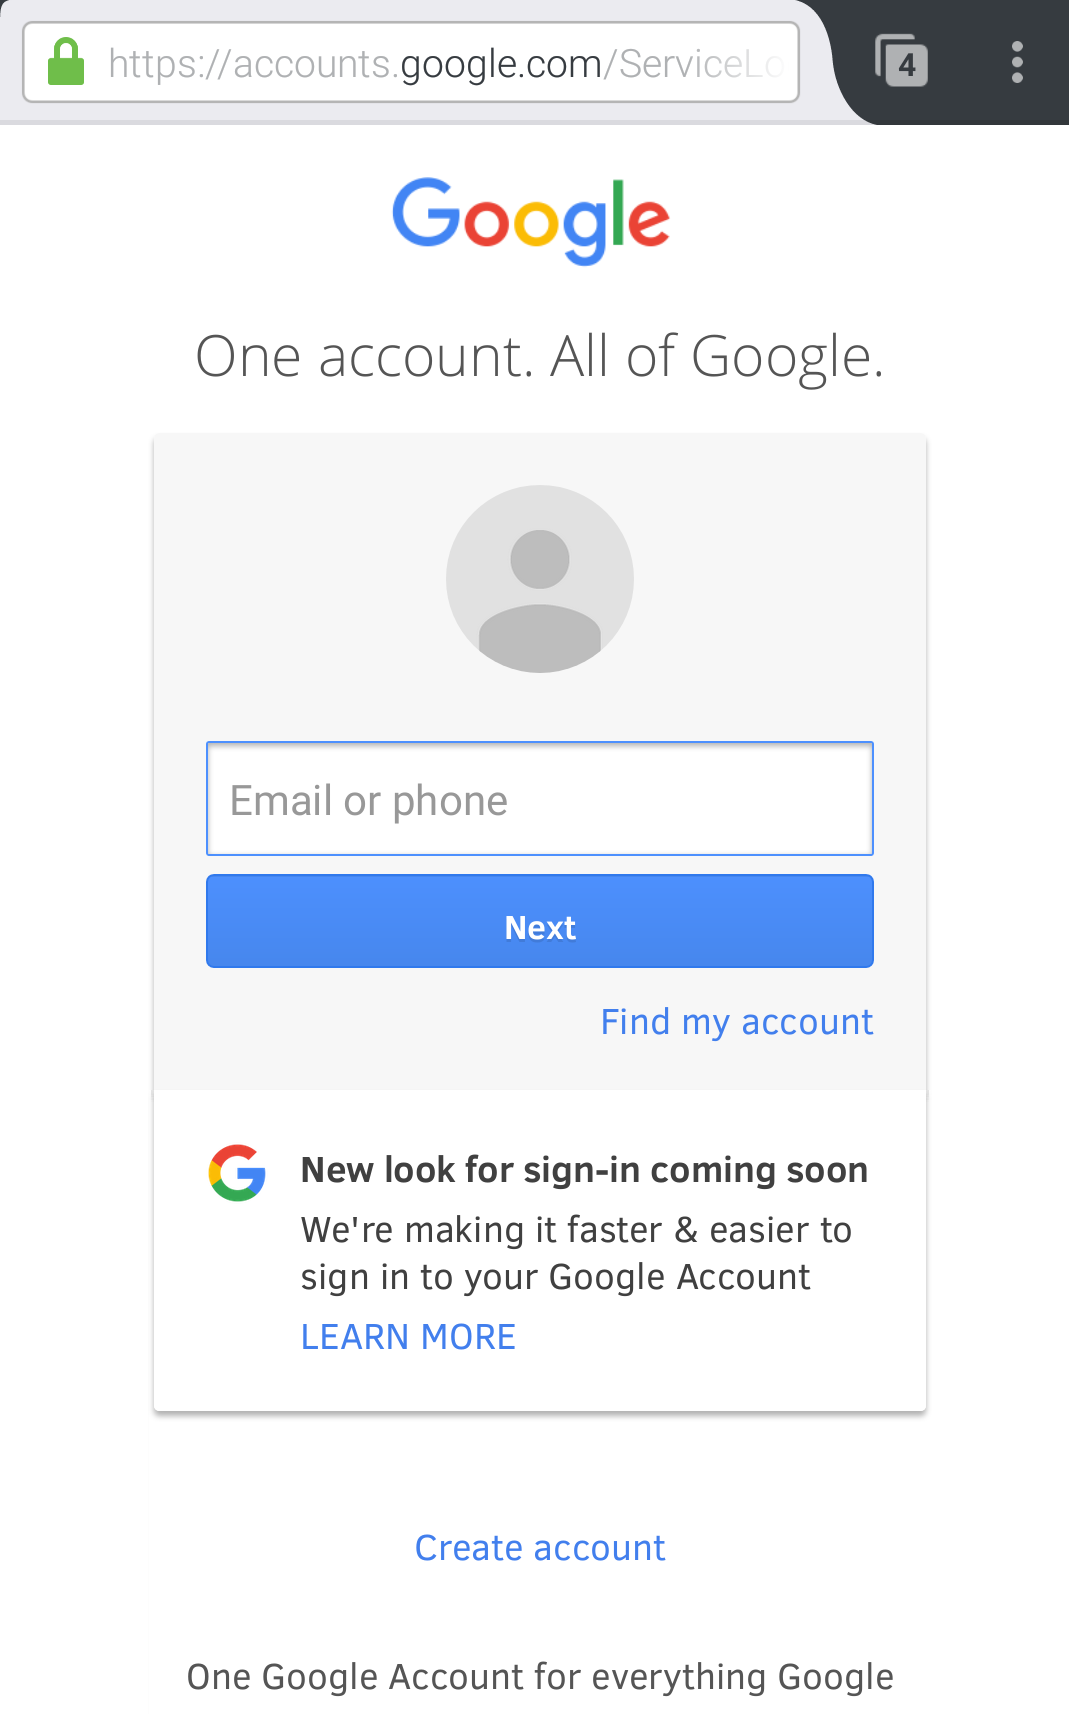 https://accounts.google.com/ServiceLo
4
Google
One account. All of Google.
Email or phone
Next
Find my account
New look for sign-in coming soon
We're making it faster & easier to
sign in to your Google Account
LEARN MORE
Create account
One Google Account for everything Google